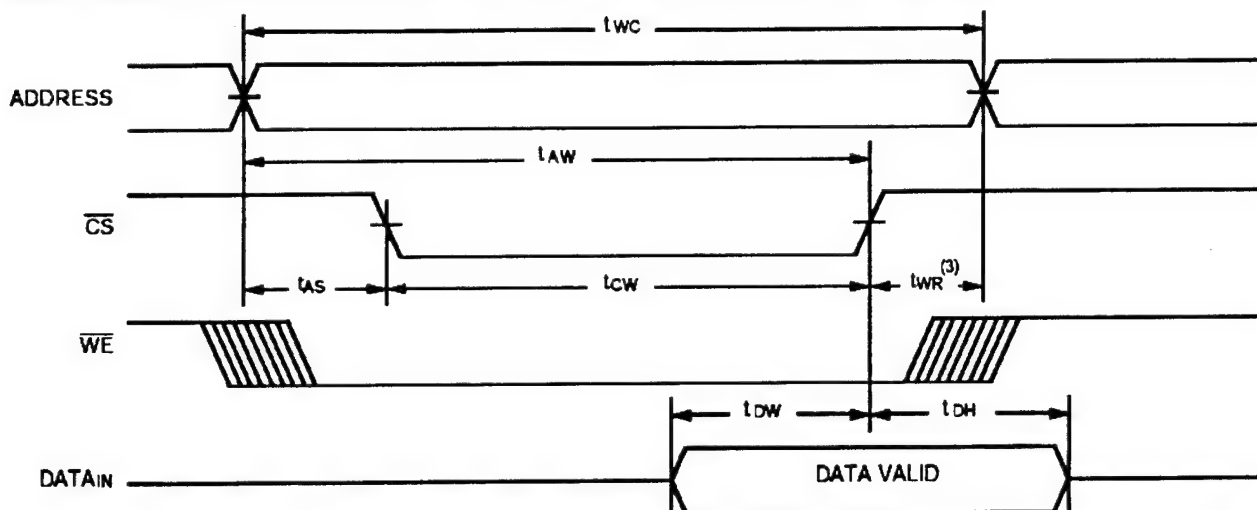 tWC
ADDRESS
tAW
CS
tAS
tCW
tWR(3)
WE
tDW
tDH
DATAIN
DATA VALID